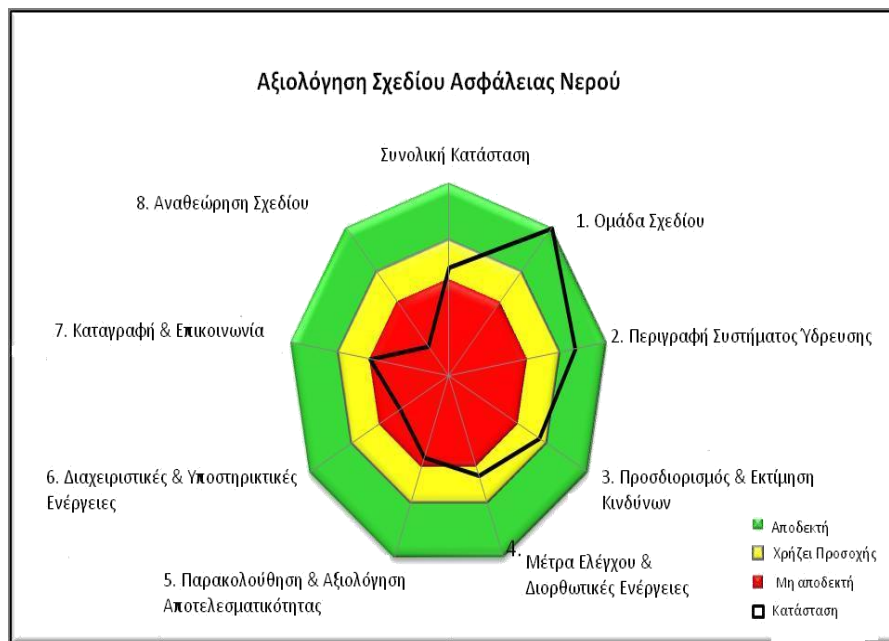 Αξιολόγηση Σχεδίου Ασφάλειας Νερού
Συνολική Κατάσταση
8. Αναθεώρηση Σχεδίου
1. Ομάδα Σχεδίου
7. Καταγραφή & Επικοινωνία
2. Περιγραφή Συστήματος Ύδρευσης
6. Διαχειριστικές & Υποστηρικτικές
Ενέργειες
3. Προσδιορισμός & Εκτίμηση
Κινδύνων
4. Μέτρα Ελέγχου &
Διορθωτικές Ενέργειες
5. Παρακολούθηση & Αξιολόγηση
Αποτελεσματικότητας
Αποδεκτή
Χρήζει Προσοχής
Μη αποδεκτή
Κατάσταση